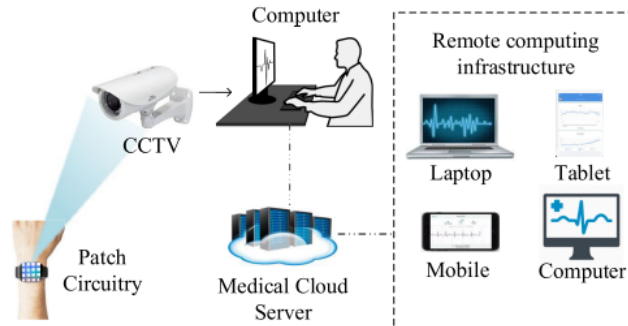 Computer
Remote computing
infrastructure
CCTV
Laptop
Tablet
Patch
Circuitry
Medical Cloud
Server
Mobile
Computer